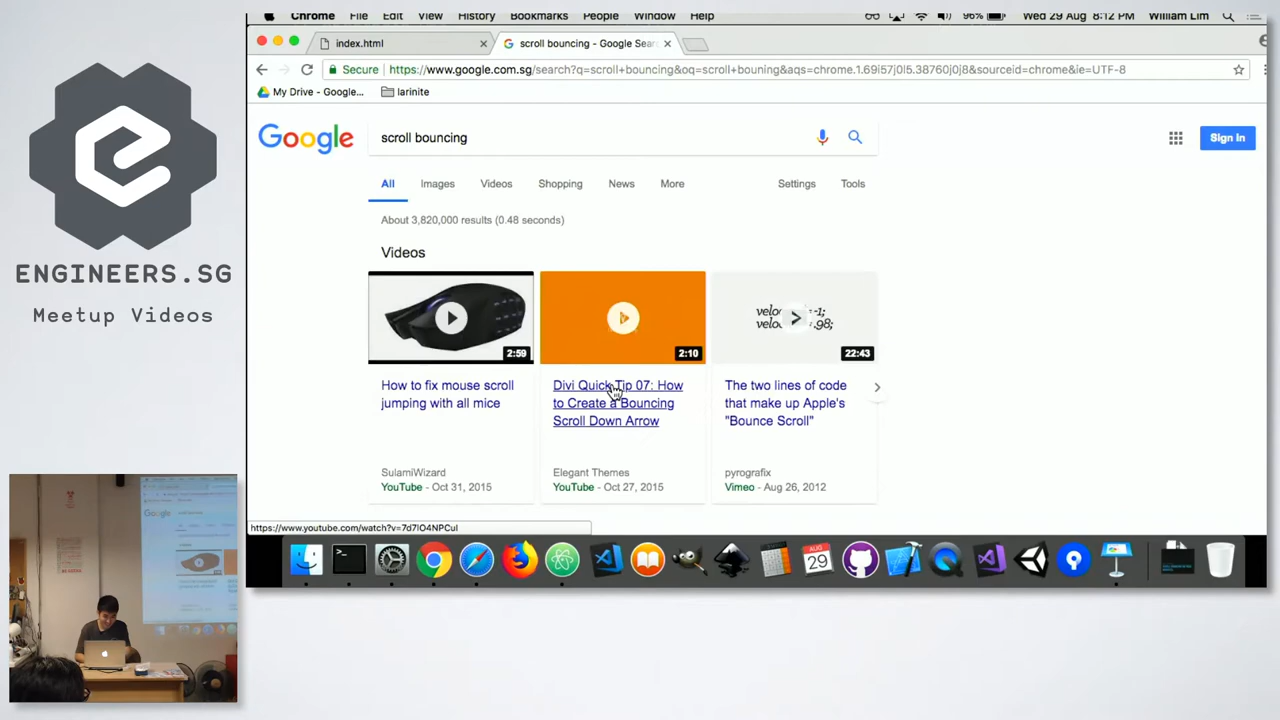 Chrome File Edit View History Bookmarks People Window Help 96% Wed 29 Aug 8:12 PM William Lim
index.html
scroll bouncing - Google Sear
Secure https://www.google.com.sg/search?q=scroll+bouncing&oq=scroll+bouning&aqs=chrome.1.69i57j0l5.38760j0j8&sourceid=chrome&ie=UTF-8
My Drive - Google... larinite
ENGINEERS.SG
Meetup Videos
Google
scroll bouncing
Sign in
All Images Videos Shopping News More Settings Tools
About 3,820,000 results (0.48 seconds)
Videos
2:59
2:10
22:43
How to fix mouse scroll
jumping with all mice
SulamiWizard
YouTube - Oct 31, 2015
Divi Quick Tip 07: How
to Create a Bouncing
Scroll Down Arrow
Elegant Themes
YouTube - Oct 27, 2015
The two lines of code
that make up Apple's
"Bounce Scroll"
pyrografix
Vimeo - Aug 26, 2012
https://www.youtube.com/watch?v=7d7lO4NPCuI
AUG
29